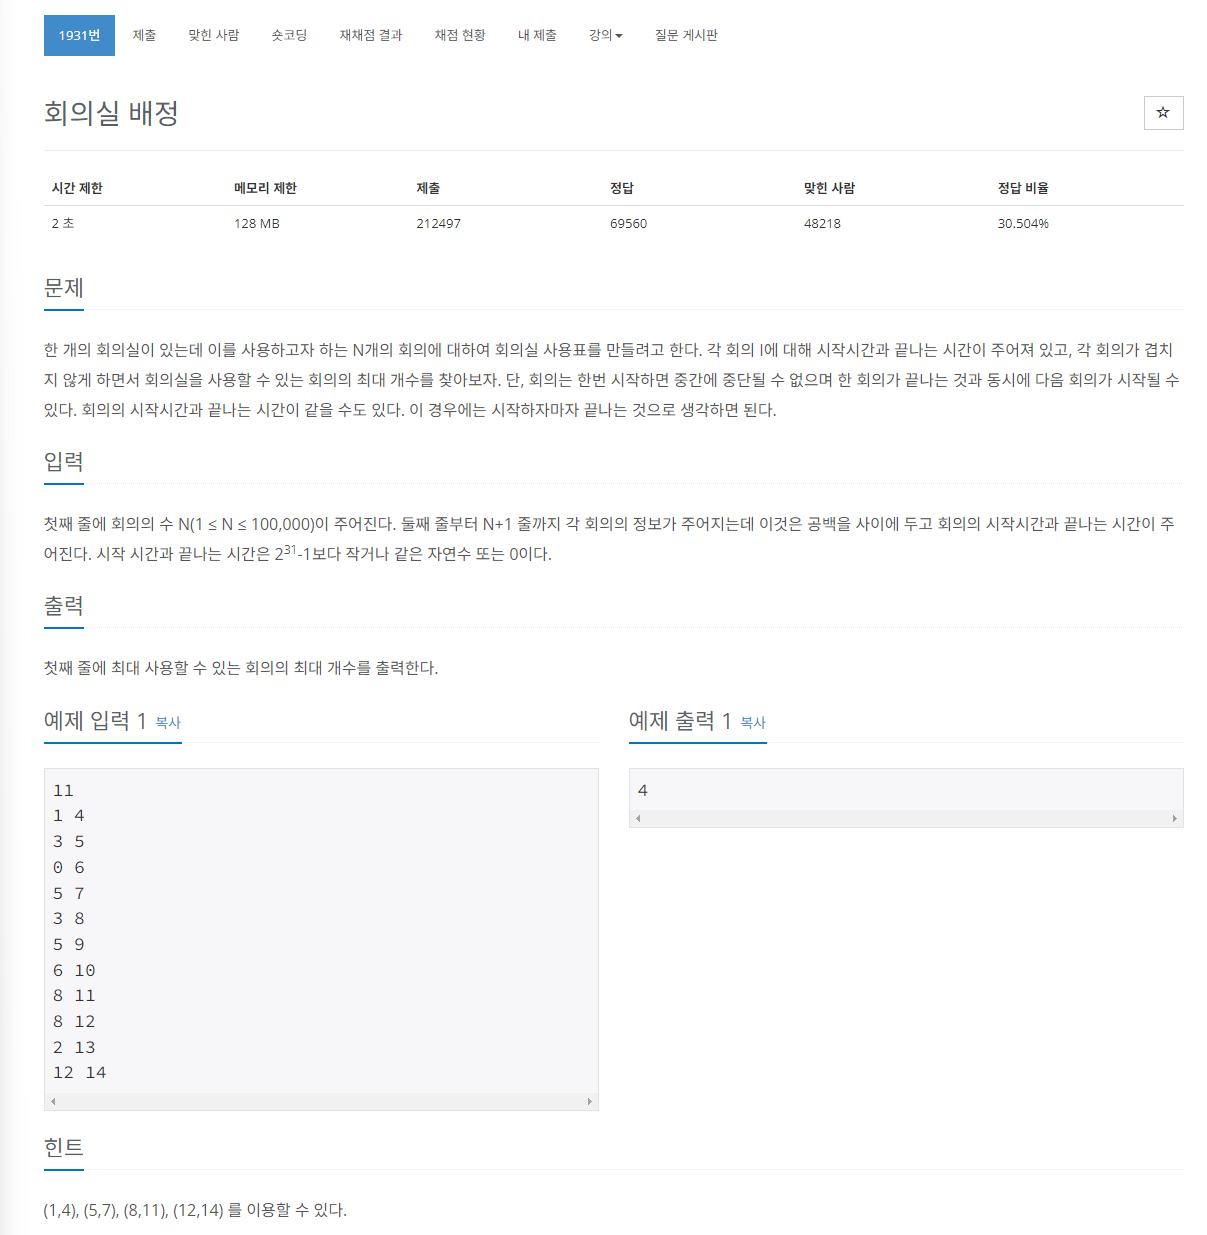 1931번 제출 맞힌 사람 숏코딩 재채점 결과 채점 현황 내 제출 강의 질문 게시판
회의실 배정 ☆
시간 제한 메모리 제한 제출 정답 맞힌 사람 정답 비율
2 초 128 MB 212497 69560 48218 30.504%
문제
한 개의 회의실이 있는데 이를 사용하고자 하는 N개의 회의에 대하여 회의실 사용표를 만들려고 한다. 각 회의 I에 대해 시작시간과 끝나는 시간이 주어져 있고, 각 회의가 겹치
지 않게 하면서 회의실을 사용할 수 있는 회의의 최대 개수를 찾아보자. 단, 회의는 한번 시작하면 중간에 중단될 수 없으며 한 회의가 끝나는 것과 동시에 다음 회의가 시작될 수
있다. 회의의 시작시간과 끝나는 시간이 같을 수도 있다. 이 경우에는 시작하자마자 끝나는 것으로 생각하면 된다.
입력
첫째 줄에 회의의 수 N(1 ≤ N ≤ 100,000)이 주어진다. 둘째 줄부터 N+1 줄까지 각 회의의 정보가 주어지는데 이것은 공백을 사이에 두고 회의의 시작시간과 끝나는 시간이 주
어진다. 시작 시간과 끝나는 시간은 2^31-1보다 작거나 같은 자연수 또는 0이다.
출력
첫째 줄에 최대 사용할 수 있는 회의의 최대 개수를 출력한다.
예제 입력 1 복사
11
1 4
3 5
0 6
5 7
3 8
5 9
6 10
8 11
8 12
2 13
12 14
예제 출력 1 복사
4
힌트
(1,4), (5,7), (8,11), (12,14) 를 이용할 수 있다.